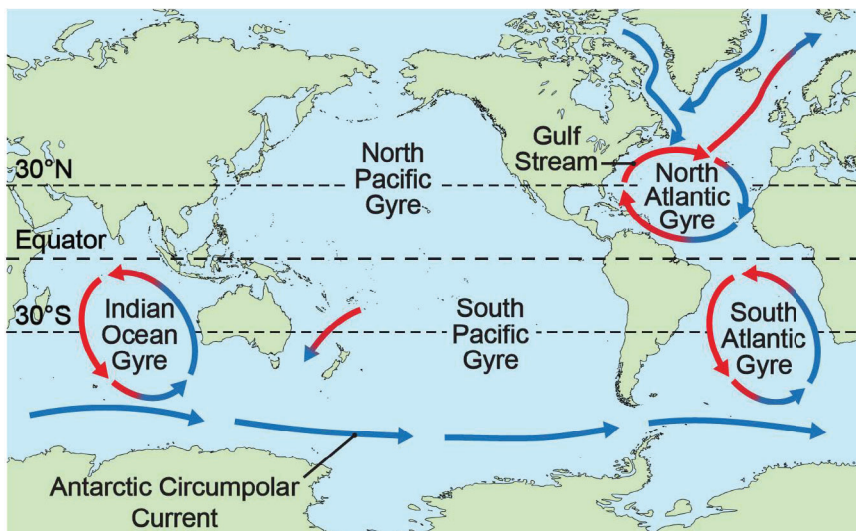 Gulf
Stream
30°N
North
Pacific
Gyre
North
Atlantic
Gyre
Equator
30°S
Indian
Ocean
Gyre
South
Pacific
Gyre
South
Atlantic
Gyre
Antarctic Circumpolar
Current